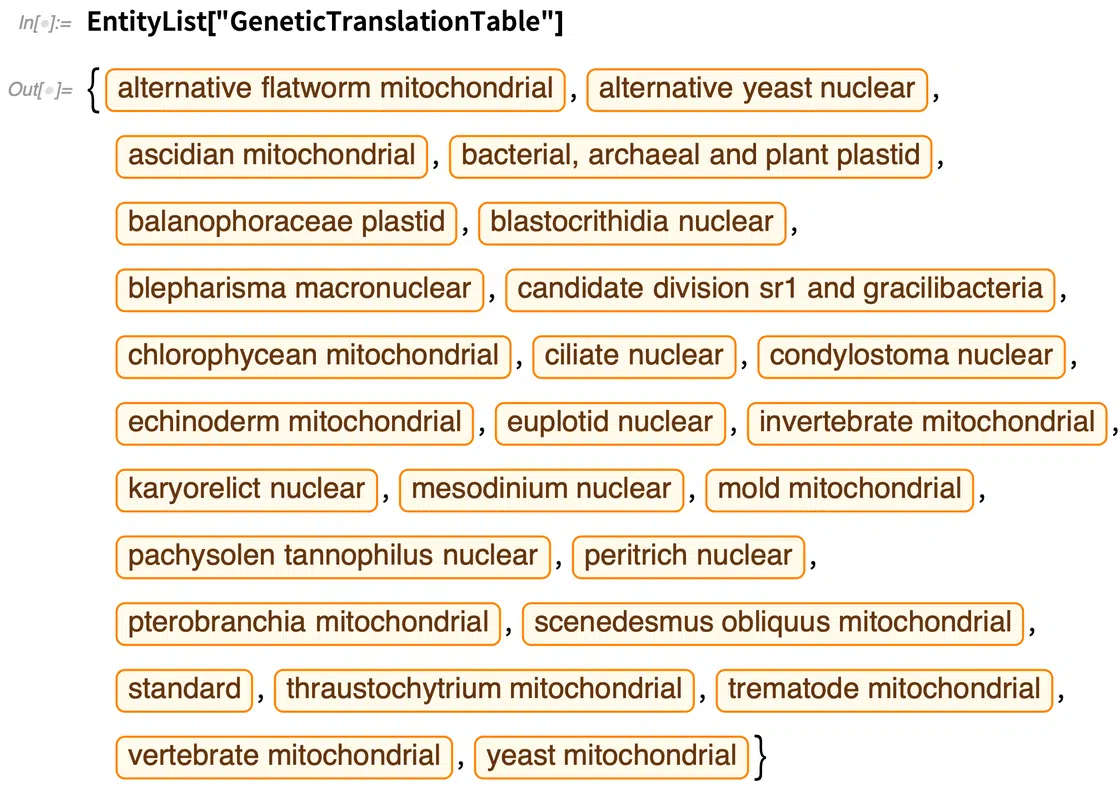 In[•]:= EntityList["GeneticTranslationTable"]
Out[•]= { alternative flatworm mitochondrial , alternative yeast nuclear ,
ascidian mitochondrial , bacterial, archaeal and plant plastid ,
balanophoraceae plastid , blastocrithidia nuclear ,
blepharisma macronuclear , candidate division sr1 and gracilibacteria ,
chlorophycean mitochondrial , ciliate nuclear , condylostoma nuclear ,
echinoderm mitochondrial , euplotid nuclear , invertebrate mitochondrial ,
karyorelict nuclear , mesodinium nuclear , mold mitochondrial ,
pachysolen tannophilus nuclear , peritrich nuclear ,
pterobranchia mitochondrial , scenedesmus obliquus mitochondrial ,
standard , thraustochytrium mitochondrial , trematode mitochondrial ,
vertebrate mitochondrial , yeast mitochondrial }